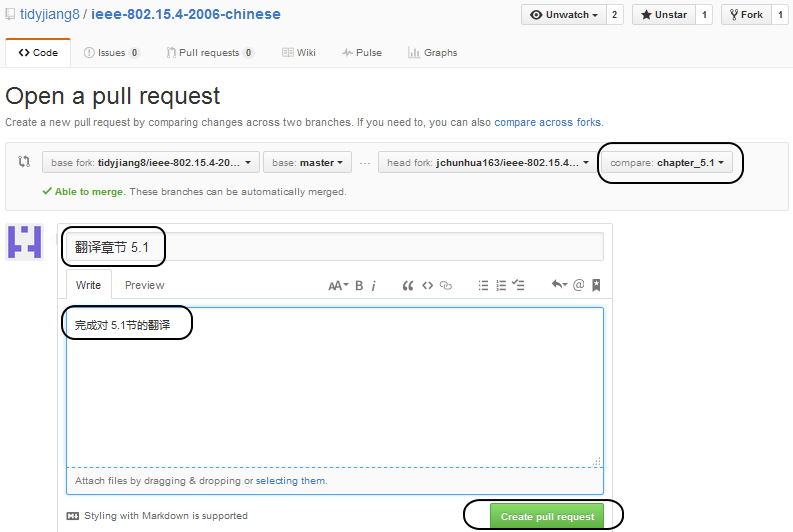 tidyjiang8 / ieee-802.15.4-2006-chinese
Unwatch 2 Unstar 1 Fork 1
Code Issues 0 Pull requests 0 Wiki Pulse Graphs
Open a pull request
Create a new pull request by comparing changes across two branches. If you need to, you can also compare across forks.
base fork: tidyjiang8/ieee-802.15.4-20... base: master ... head fork: jchunhua163/ieee-802.15.4... compare: chapter_5.1
Able to merge. These branches can be automatically merged.
翻译章节 5.1
Write Preview AA B i “ <> @
完成对 5.1节的翻译
Attach files by dragging & dropping or selecting them.
Styling with Markdown is supported
Create pull request